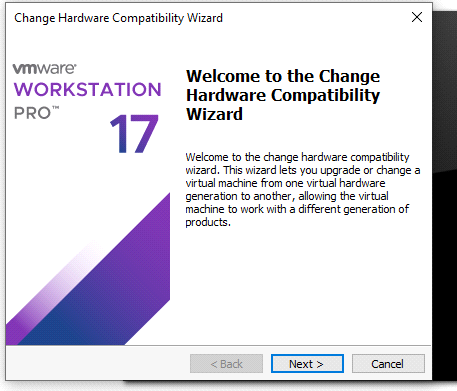 Change Hardware Compatibility Wizard
vmware
WORKSTATION
PRO™
17
Welcome to the Change
Hardware Compatibility
Wizard
Welcome to the change hardware compatibility
wizard. This wizard lets you upgrade or change a
virtual machine from one virtual hardware
generation to another, allowing the virtual
machine to work with a different generation of
products.
< Back
Next >
Cancel